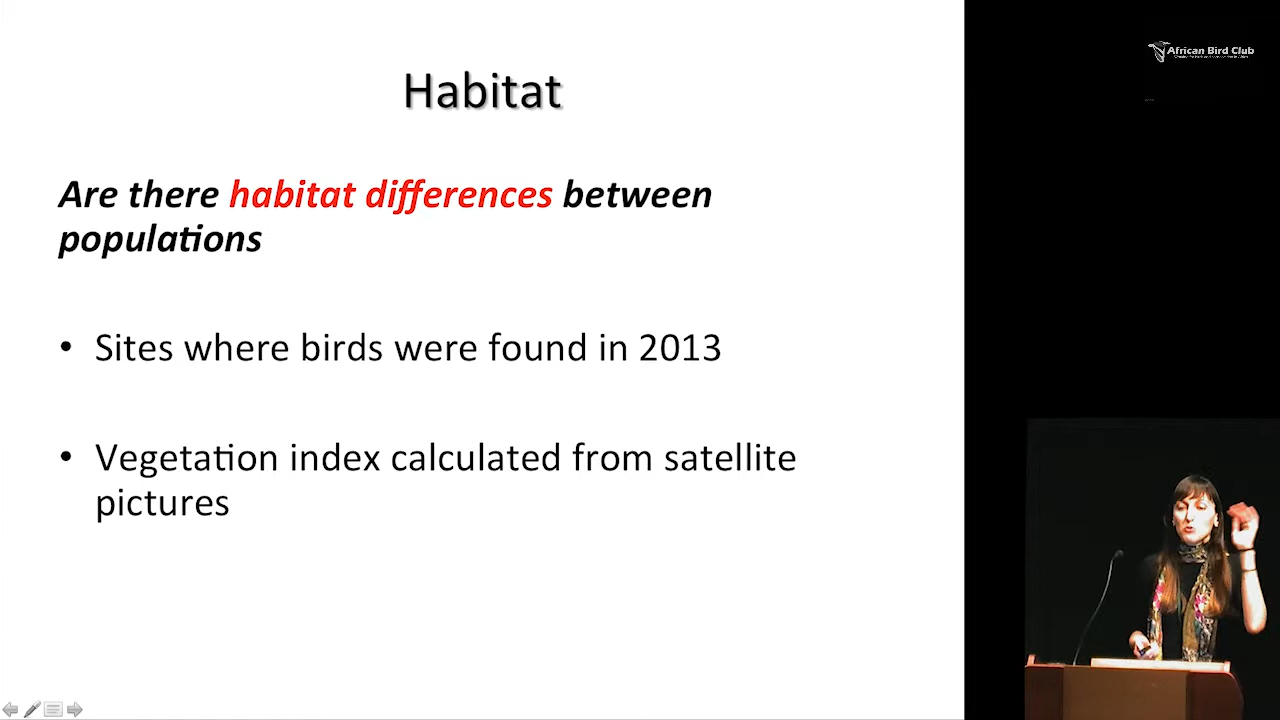 African Bird Club
Habitat
Are there habitat differences between
populations
• Sites where birds were found in 2013
• Vegetation index calculated from satellite
pictures